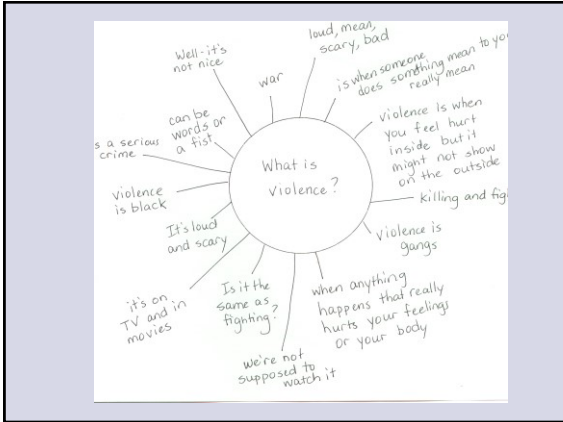 What is
Violence?
loud, mean,
scary, bad
is when someone
does something mean to you
really mean
violence is when
you feel hurt
inside but it
might not show
on the outside
killing and
violence is
gangs
when anything
happens that really
hurts your feelings
or your body
we're not
supposed to
watch it
Is it the
same as
fighting?
it's on
TV and in
movies
It's loud
and scary
violence
is black
s a serious
crime
can be
words or
a fist
Well-it's
not nice
war